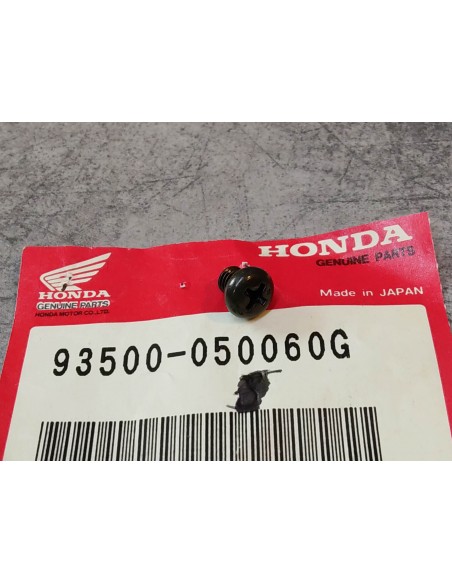 HONDA
GENUINE PARTS
Made in JAPAN
HONDA
GENUINE PARTS
HONDA MOTOR CO.,LTD.
93500-050060G